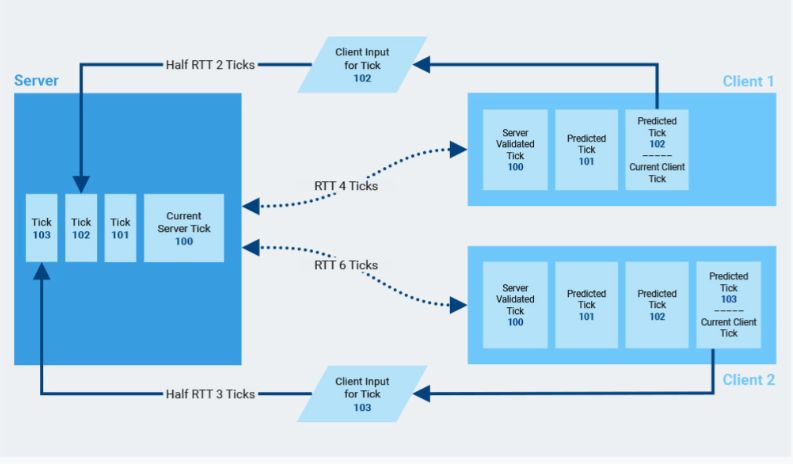 Half RTT 2 Ticks
Client Input
for Tick
102
Server
Client 1
Server
Validated
Tick
100
Predicted
Tick
101
Predicted
Tick
102
-----
Current Client
Tick
RTT 4 Ticks
Tick
103
Tick
102
Tick
101
Current
Server Tick
100
RTT 6 Ticks
Server
Validated
Tick
100
Predicted
Tick
101
Predicted
Tick
102
Predicted
Tick
103
-----
Current Client
Tick
Client 2
Half RTT 3 Ticks
Client Input
for Tick
103